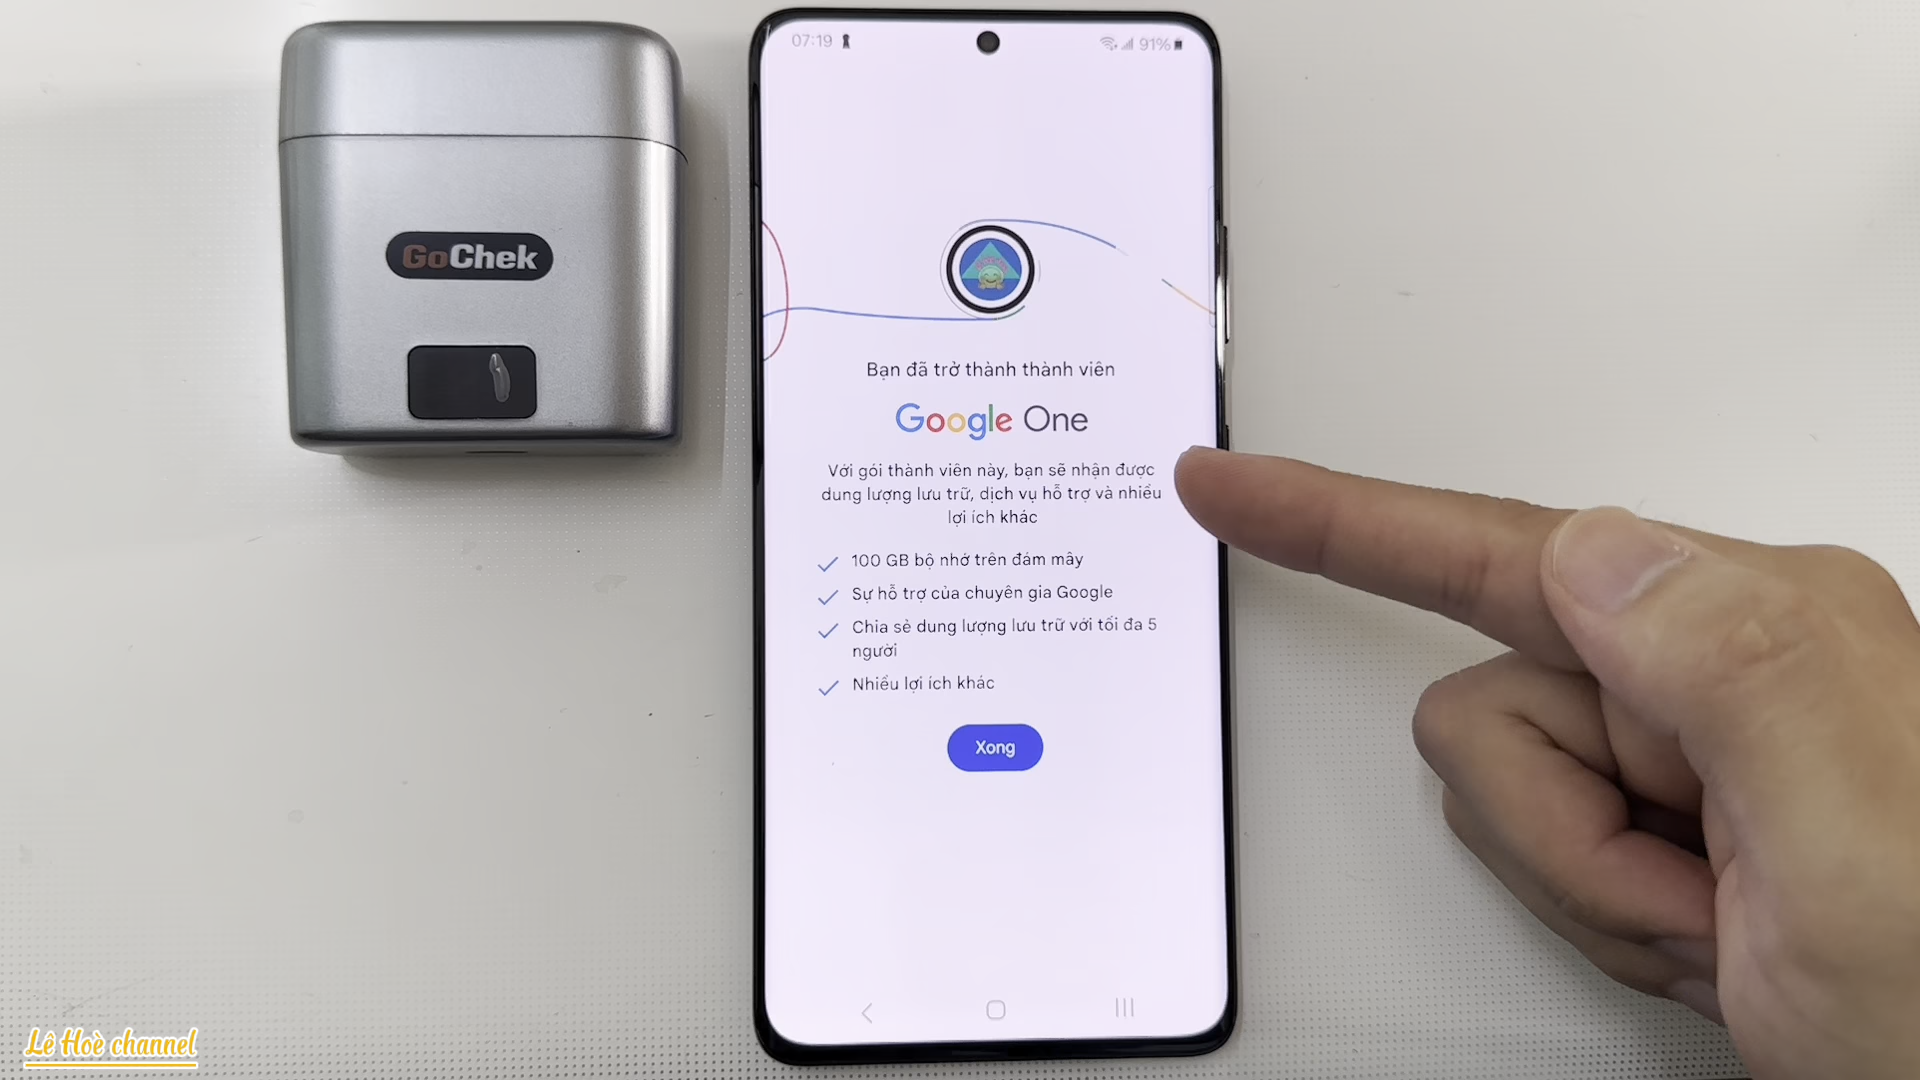 GoChek
07:19
91%
Bạn đã trở thành thành viên
Google One
Với gói thành viên này, bạn sẽ nhận được
dung lượng lưu trữ, dịch vụ hỗ trợ và nhiều
lợi ích khác
100 GB bộ nhớ trên đám mây
Sự hỗ trợ của chuyên gia Google
Chia sẻ dung lượng lưu trữ với tối đa 5
người
Nhiều lợi ích khác
Xong
Lê Hoè channel